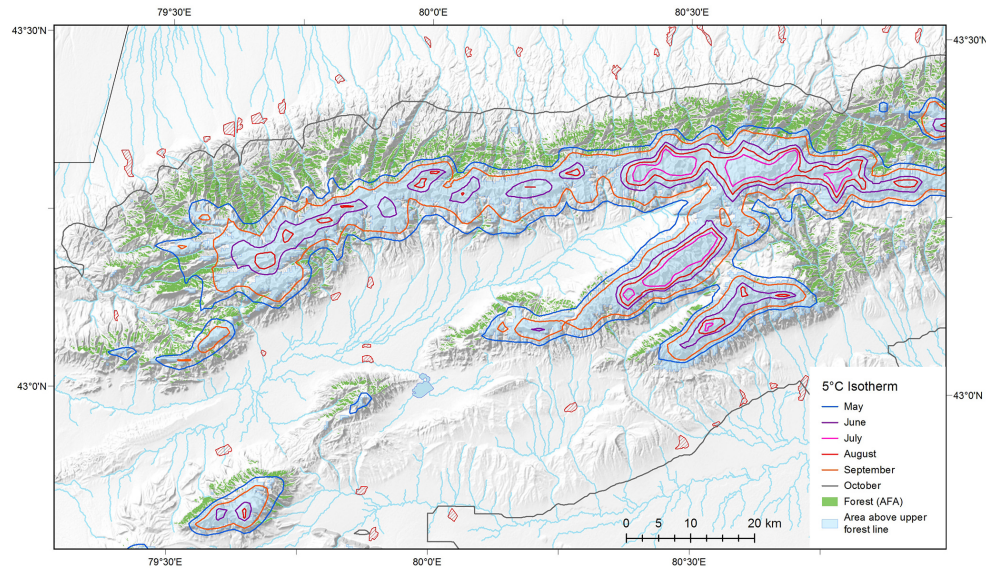 79°30'E 80°0'E 80°30'E
43°30'N 43°30'N
43°0'N 43°0'N
5°C Isotherm
May
June
July
August
September
October
Forest (AFA)
Area above upper
forest line
0 5 10 20 km
79°30'E 80°0'E 80°30'E